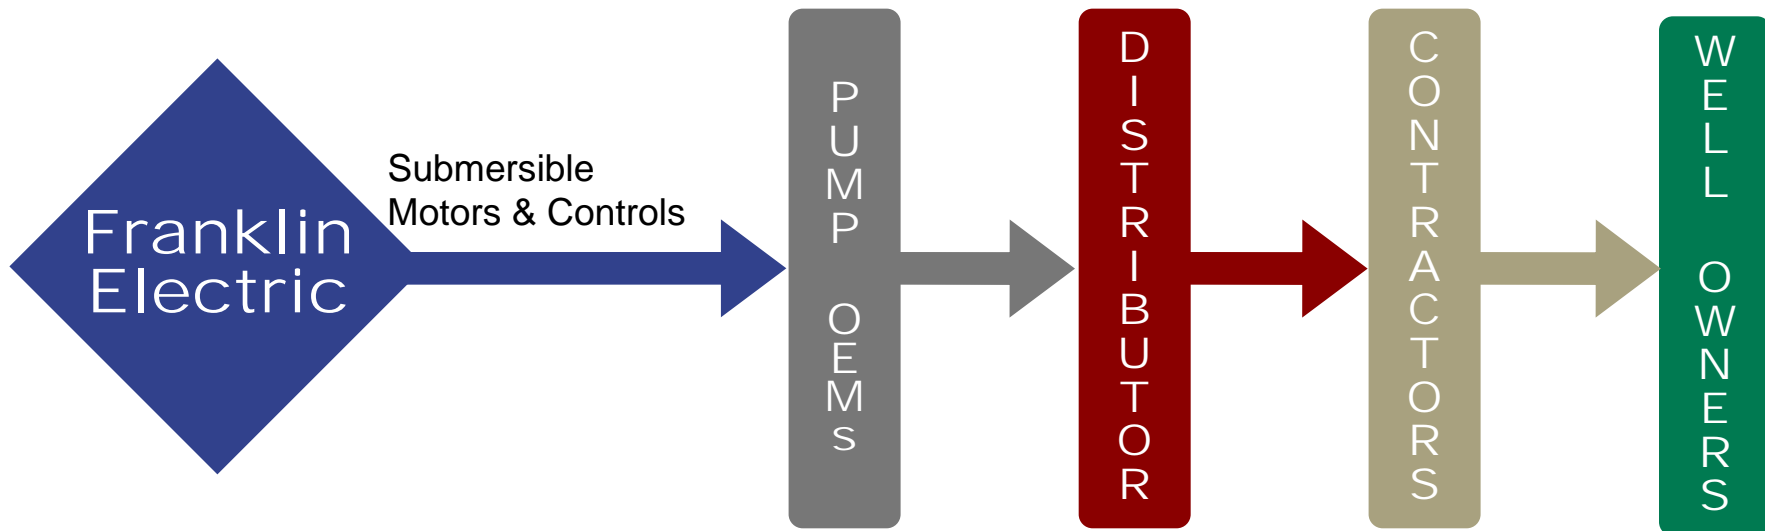 Franklin
Electric
Submersible
Motors & Controls
PUMP OEMs
DISTRIBUTOR
CONTRACTORS
WELL OWNERS